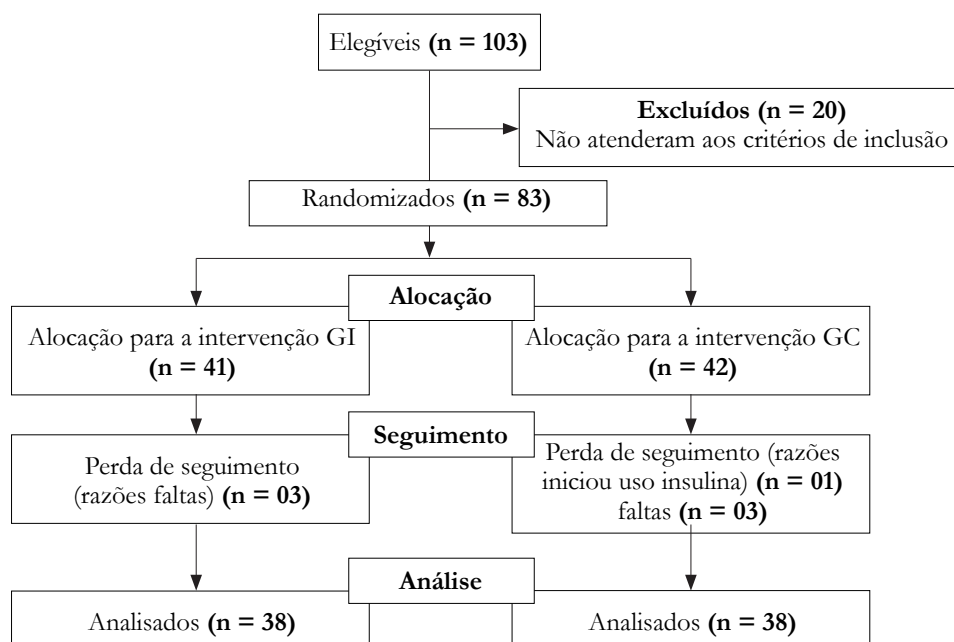 Elegíveis (n = 103)
Excluídos (n = 20)
Não atenderam aos critérios de inclusão
Randomizados (n = 83)
Alocação
Alocação para a intervenção GI
(n = 41)
Alocação para a intervenção GC
(n = 42)
Seguimento
Perda de seguimento
(razões faltas) (n = 03)
Perda de seguimento (razões
iniciou uso insulina) (n = 01)
faltas (n = 03)
Análise
Analisados (n = 38)
Analisados (n = 38)